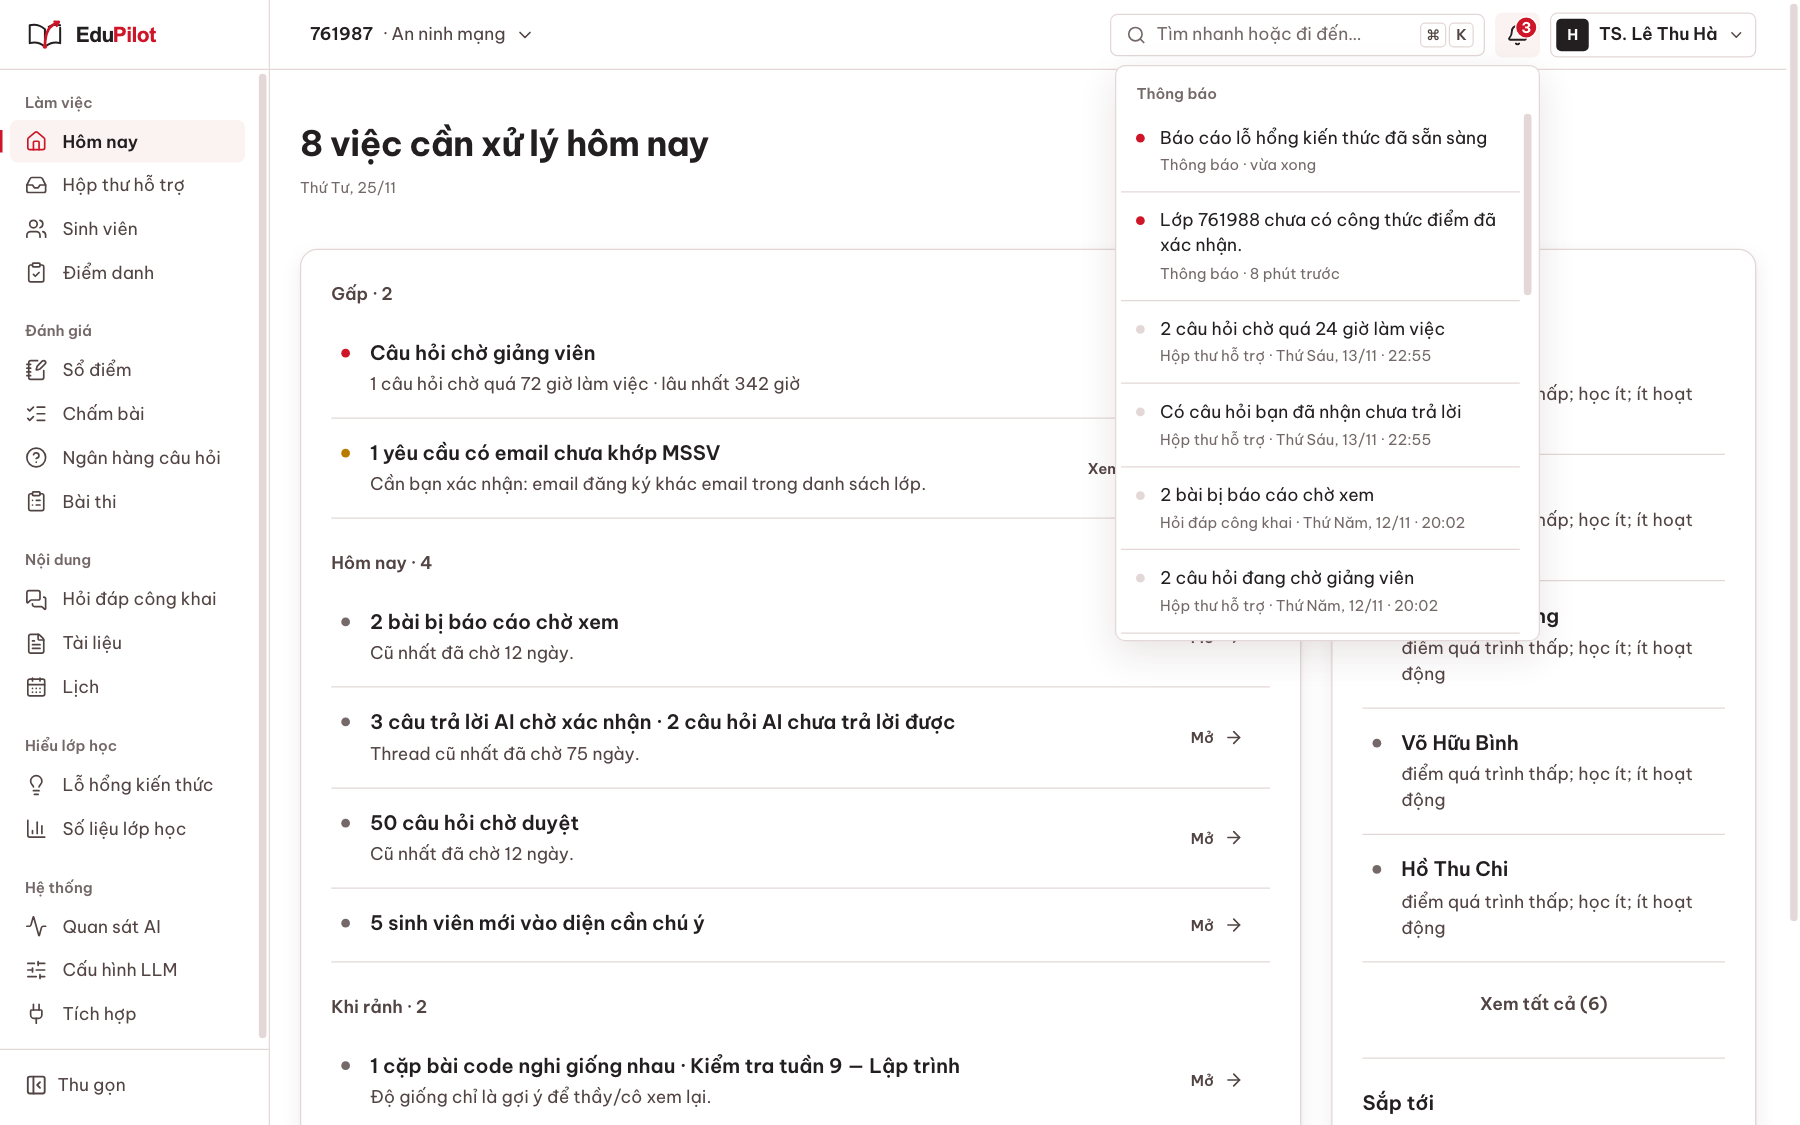 EduPilot
761987 · An ninh mạng
Tìm nhanh hoặc đi đến...
⌘ K
3
H TS. Lê Thu Hà
Làm việc
Hôm nay
Hộp thư hỗ trợ
Sinh viên
Điểm danh
Đánh giá
Sổ điểm
Chấm bài
Ngân hàng câu hỏi
Bài thi
Nội dung
Hỏi đáp công khai
Tài liệu
Lịch
Hiểu lớp học
Lỗ hổng kiến thức
Số liệu lớp học
Hệ thống
Quan sát AI
Cấu hình LLM
Tích hợp
Thu gọn
8 việc cần xử lý hôm nay
Thứ Tư, 25/11
Gấp · 2
Câu hỏi chờ giảng viên
1 câu hỏi chờ quá 72 giờ làm việc · lâu nhất 342 giờ
1 yêu cầu có email chưa khớp MSSV
Cần bạn xác nhận: email đăng ký khác email trong danh sách lớp.
Xem
Hôm nay · 4
2 bài bị báo cáo chờ xem
Cũ nhất đã chờ 12 ngày.
3 câu trả lời AI chờ xác nhận · 2 câu hỏi AI chưa trả lời được
Thread cũ nhất đã chờ 75 ngày.
Mở
50 câu hỏi chờ duyệt
Cũ nhất đã chờ 12 ngày.
Mở
5 sinh viên mới vào diện cần chú ý
Mở
Khi rảnh · 2
1 cặp bài code nghi giống nhau · Kiểm tra tuần 9 — Lập trình
Độ giống chỉ là gợi ý để thầy/cô xem lại.
Mở
Thông báo
Báo cáo lỗ hổng kiến thức đã sẵn sàng
Thông báo · vừa xong
Lớp 761988 chưa có công thức điểm đã
xác nhận.
Thông báo · 8 phút trước
2 câu hỏi chờ quá 24 giờ làm việc
Hộp thư hỗ trợ · Thứ Sáu, 13/11 · 22:55
Có câu hỏi bạn đã nhận chưa trả lời
Hộp thư hỗ trợ · Thứ Sáu, 13/11 · 22:55
2 bài bị báo cáo chờ xem
Hỏi đáp công khai · Thứ Năm, 12/11 · 20:02
2 câu hỏi đang chờ giảng viên
Hộp thư hỗ trợ · Thứ Năm, 12/11 · 20:02
thấp; học ít; ít hoạt
thấp; học ít; ít hoạt
điểm quá trình thấp; học ít; ít hoạt
động
Võ Hữu Bình
điểm quá trình thấp; học ít; ít hoạt
động
Hồ Thu Chi
điểm quá trình thấp; học ít; ít hoạt
động
Xem tất cả (6)
Sắp tới